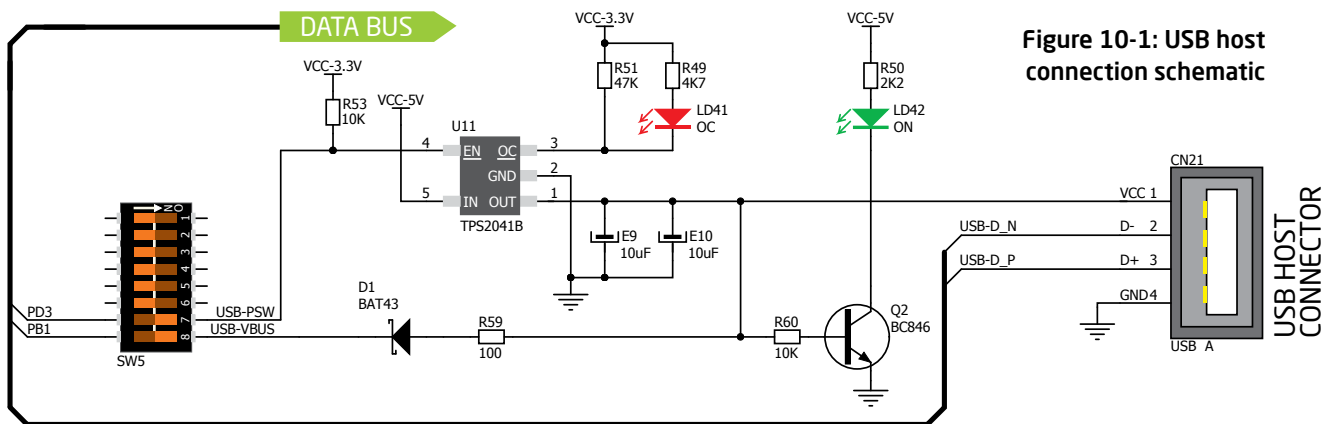 DATA BUS
Figure 10-1: USB host
connection schematic
VCC-3.3V
VCC-5V
VCC-3.3V
R51
47K
R49
4K7
R50
2K2
R53
10K
VCC-5V
LD41
OC
LD42
ON
U11
4
EN
OC
3
GND
2
5
IN
OUT
1
TPS2041B
CN21
VCC 1
USB-D_N
D- 2
USB-D_P
D+ 3
GND4
USB A
USB HOST
CONNECTOR
E9
10uF
E10
10uF
ON
1
2
3
4
5
6
7
8
PD3
PB1
USB-PSW
USB-VBUS
SW5
D1
BAT43
R59
100
R60
10K
Q2
BC846